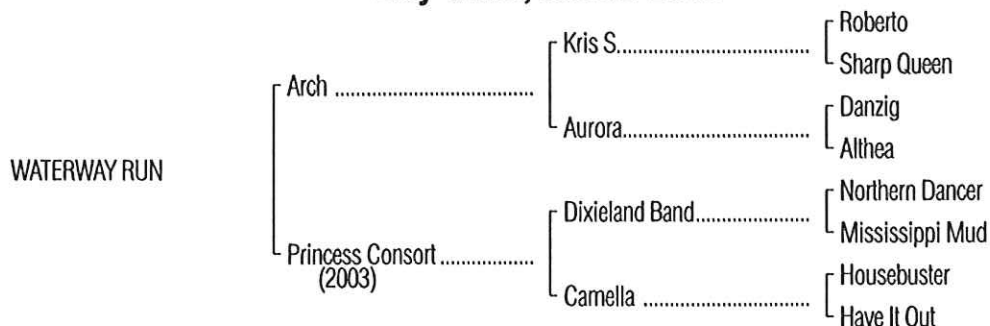 Kris S.
Roberto
Sharp Queen
Arch
Aurora
Danzig
Althea
WATERWAY RUN
Dixieland Band
Northern Dancer
Mississippi Mud
Princess Consort
(2003)
Camella
Housebuster
Have It Out